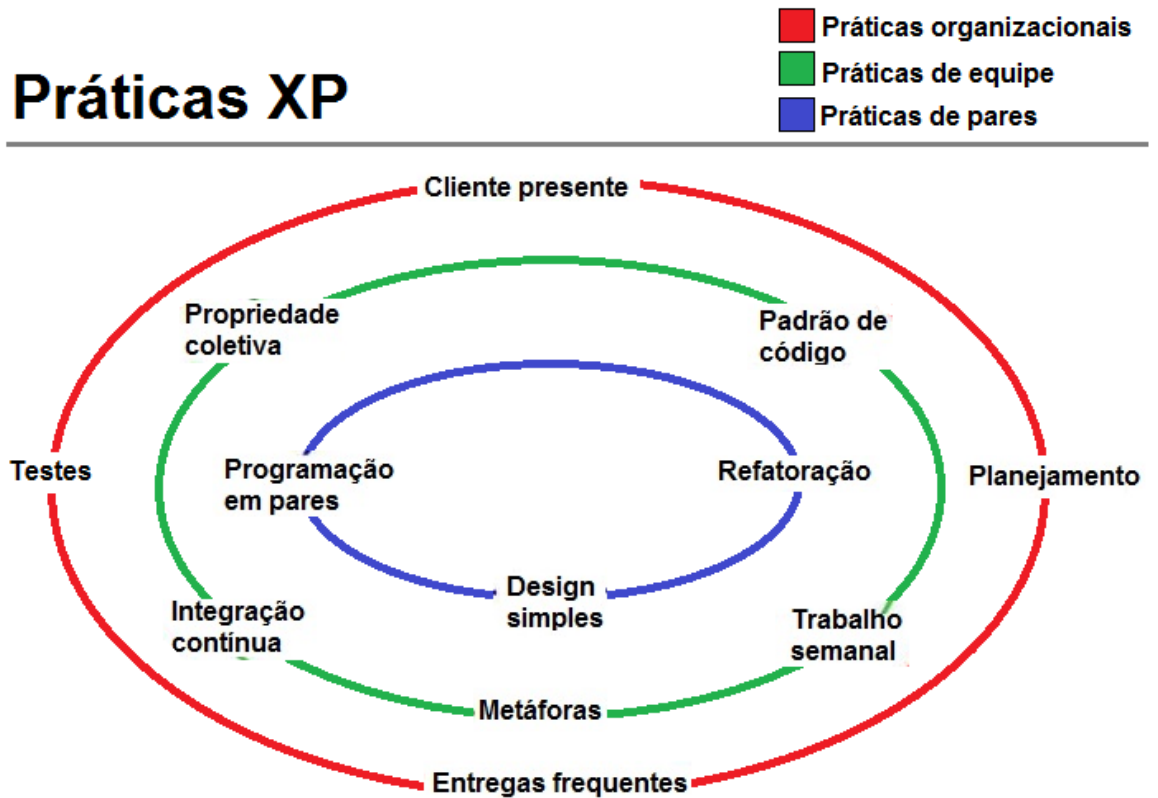 Práticas XP
Práticas organizacionais
Práticas de equipe
Práticas de pares
Cliente presente
Propriedade
coletiva
Padrão de
código
Testes
Programação
em pares
Refatoração
Planejamento
Design
simples
Integração
contínua
Trabalho
semanal
Metáforas
Entregas frequentes